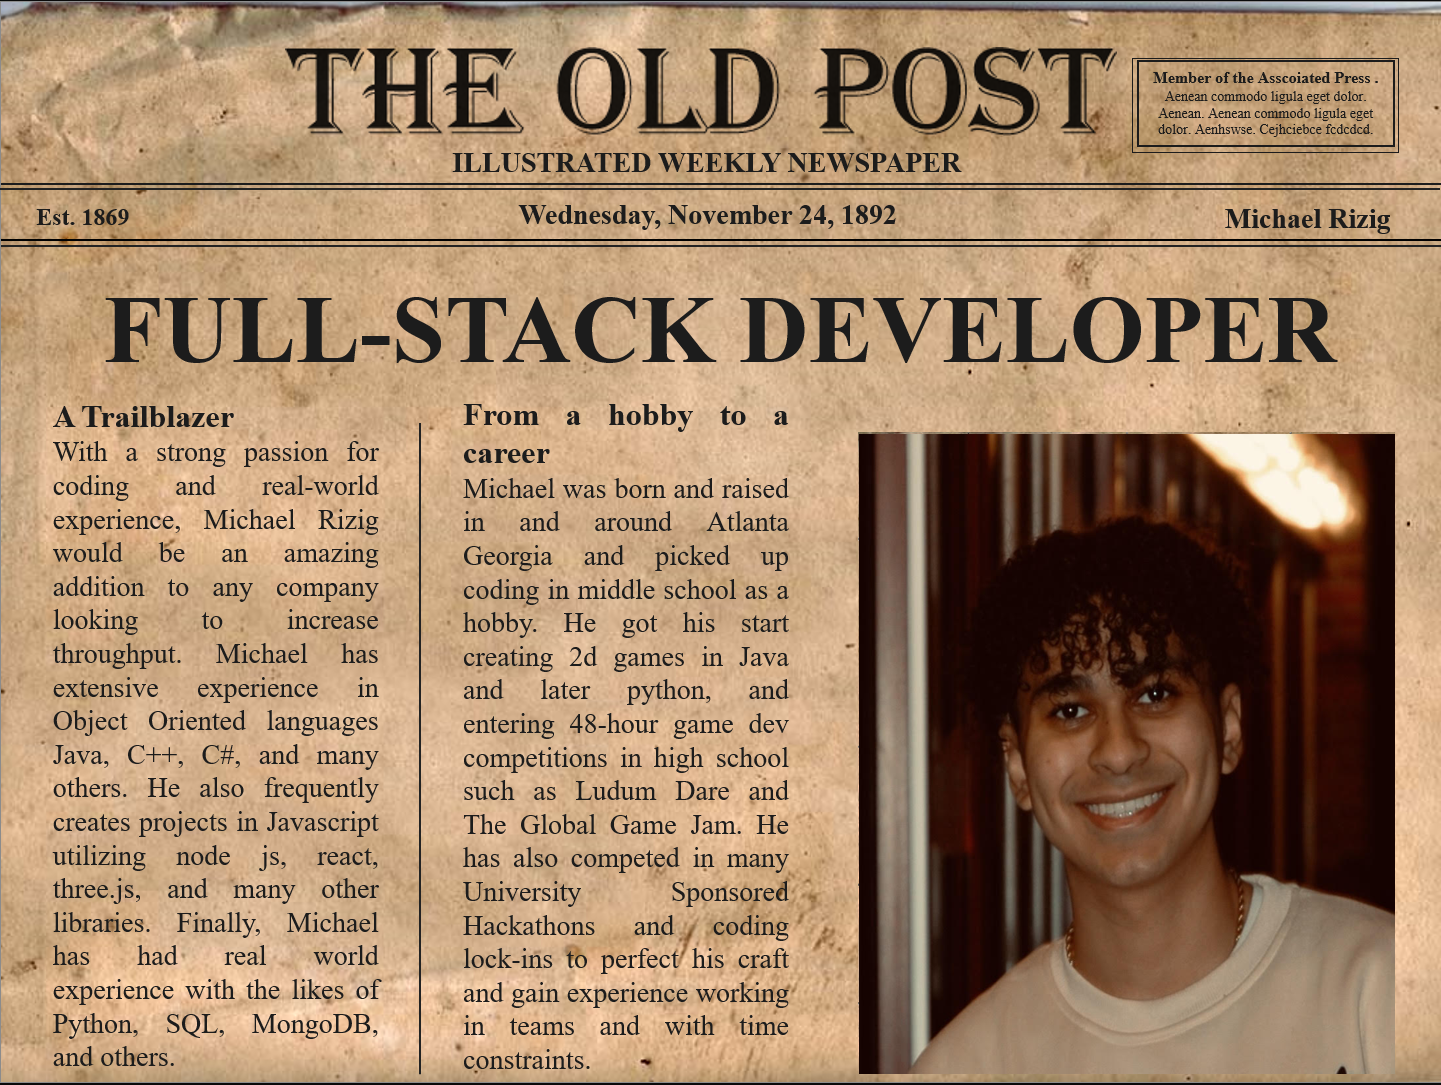 THE OLD POST
Member of the Asscoiated Press .
Aenean commodo ligula eget dolor.
Aenean. Aenean commodo ligula eget
dolor. Aenhswse. Cejhciebce fcdcdcd.
ILLUSTRATED WEEKLY NEWSPAPER
Est. 1869
Wednesday, November 24, 1892
Michael Rizig
FULL-STACK DEVELOPER
A Trailblazer
With a strong passion for
coding and real-world
experience, Michael Rizig
would be an amazing
addition to any company
looking to increase
throughput. Michael has
extensive experience in
Object Oriented languages
Java, C++, C#, and many
others. He also frequently
creates projects in Javascript
utilizing node js, react,
three.js, and many other
libraries. Finally, Michael
has had real world
experience with the likes of
Python, SQL, MongoDB,
and others.
From a hobby to a
career
Michael was born and raised
in and around Atlanta
Georgia and picked up
coding in middle school as a
hobby. He got his start
creating 2d games in Java
and later python, and
entering 48-hour game dev
competitions in high school
such as Ludum Dare and
The Global Game Jam. He
has also competed in many
University Sponsored
Hackathons and coding
lock-ins to perfect his craft
and gain experience working
in teams and with time
constraints.